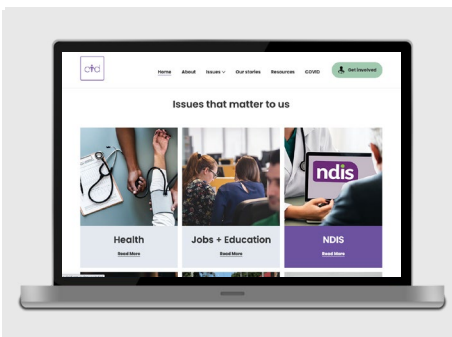 c+d
Home About Issues Our stories Resources COVID Get Involved
Issues that matter to us
ndis
Health Jobs + Education NDIS
Read More Read More Read More